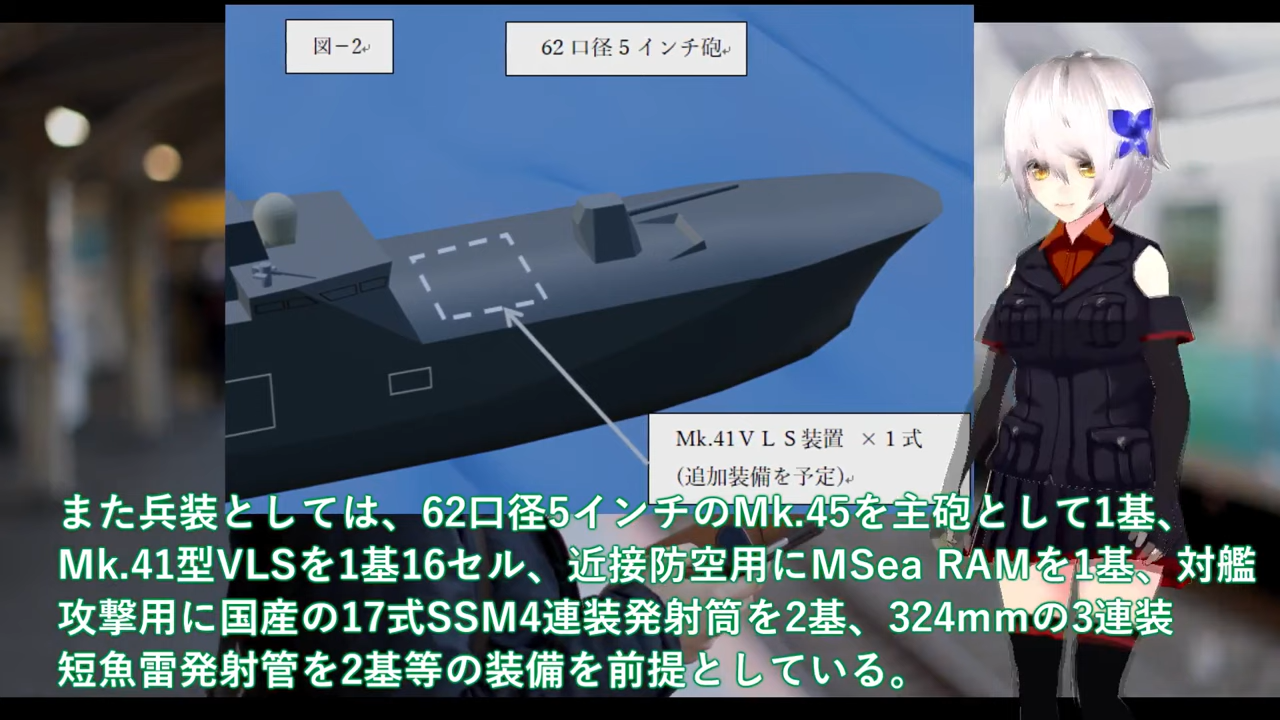 図－2
62口径5インチ砲
Mk.41ＶＬＳ装置 ×1式
(追加装備を予定)
また兵装としては、62口径5インチのMk.45を主砲として1基、
Mk.41型VLSを1基16セル、近接防空用にMSea RAMを1基、対艦
攻撃用に国産の17式SSM4連装発射筒を2基、324mmの3連装
短魚雷発射管を2基等の装備を前提としている。